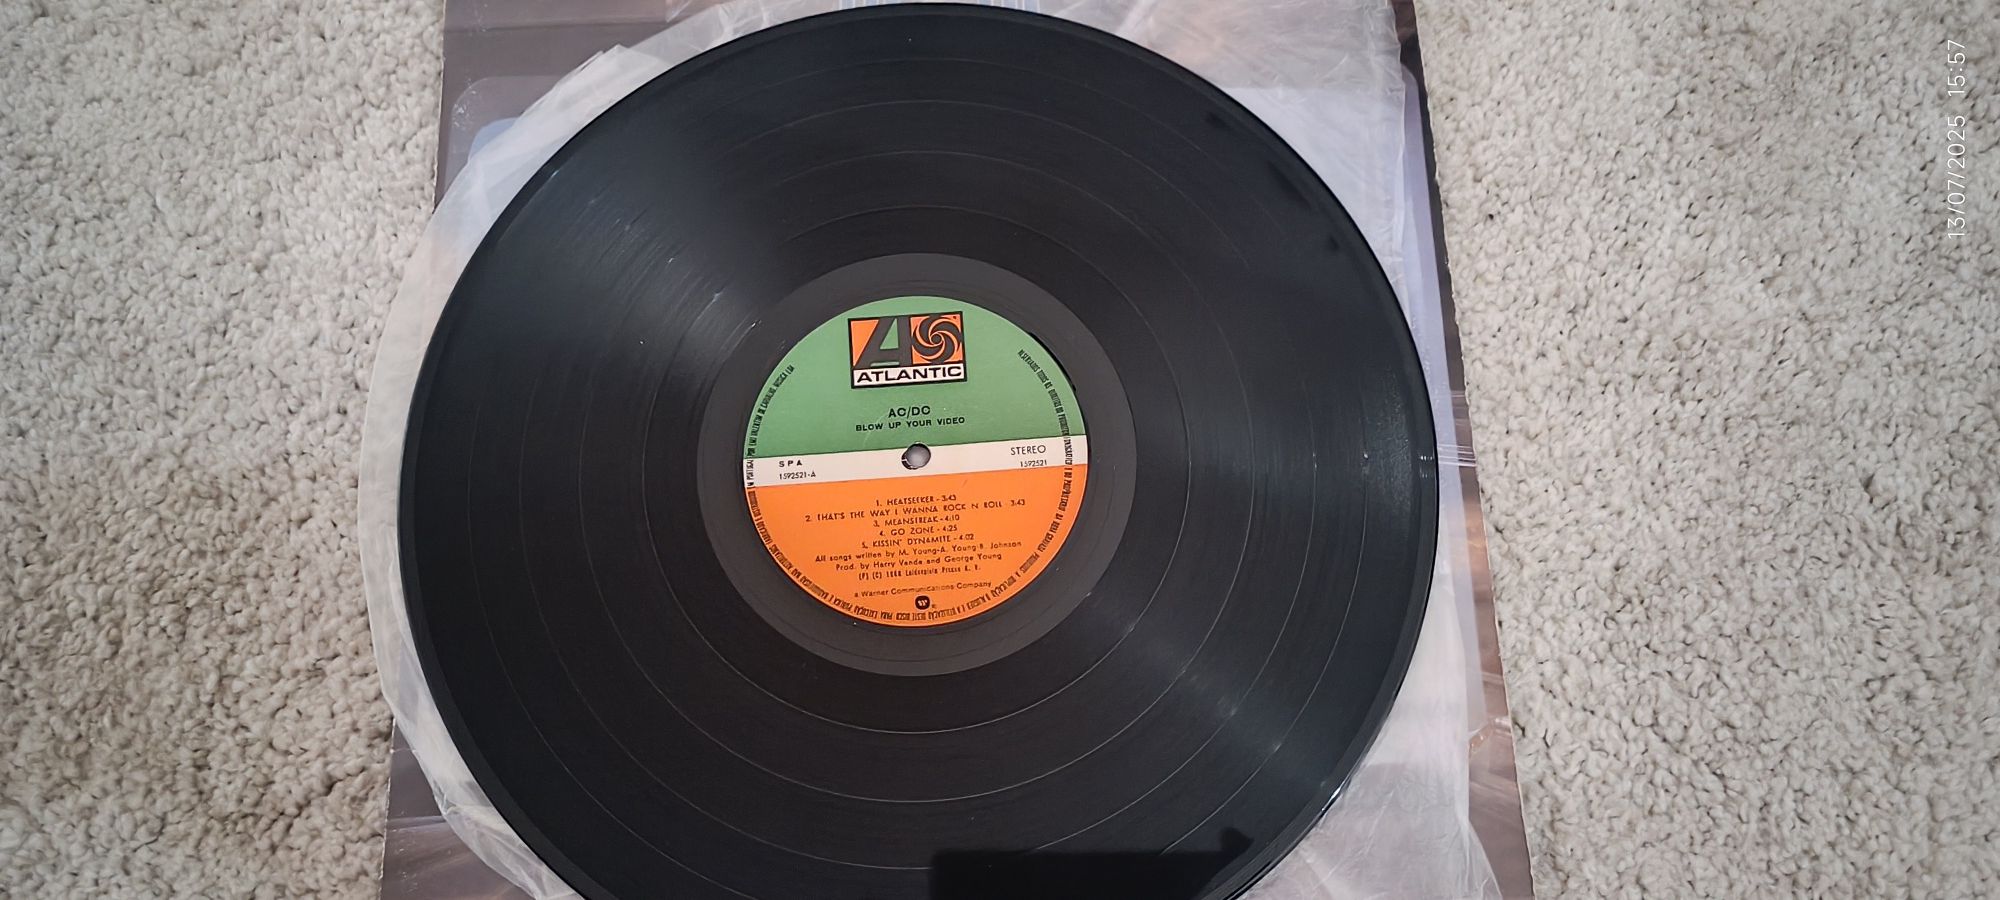 ATLANTIC
AC/DC
BLOW UP YOUR VIDEO
SPA
1592521-A
STEREO
1592521
1. HEATSEEKER - 3:43
2. THAT'S THE WAY I WANNA ROCK N ROLL - 3:43
3. MEANSTREAK - 4:10
4. GO ZONE - 4:25
5. KISSIN' DYNAMITE - 4:02
All songs written by M. Young-A. Young-B. Johnson
Prod. by Harry Vanda and George Young
(P) (C) 1988 Leidseplein Presse B. V.
a Warner Communications Company
13/07/2025 15:57